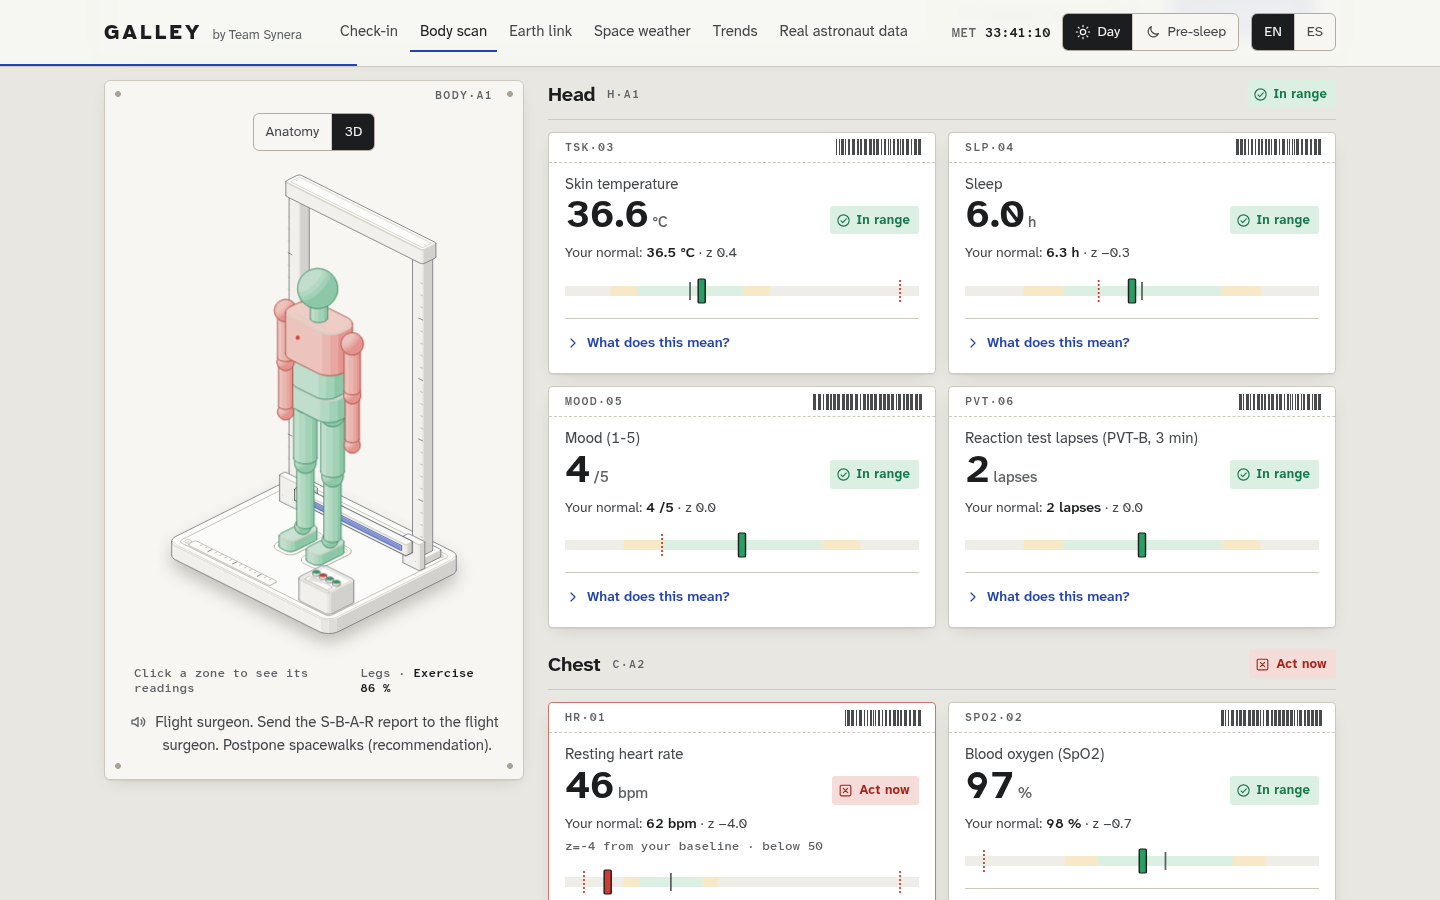 GALLEY by Team Synera Check-in Body scan Earth link Space weather Trends Real astronaut data MET 33:41:10 Day Pre-sleep EN ES
BODY·A1
Anatomy 3D
Click a zone to see its readings
Legs · Exercise 86 %
Flight surgeon. Send the S-B-A-R report to the flight
surgeon. Postpone spacewalks (recommendation).
Head H·A1 In range
TSK·03
Skin temperature
36.6 °C In range
Your normal: 36.5 °C · z 0.4
What does this mean?
SLP·04
Sleep
6.0 h In range
Your normal: 6.3 h · z −0.3
What does this mean?
MOOD·05
Mood (1-5)
4 /5 In range
Your normal: 4 /5 · z 0.0
What does this mean?
PVT·06
Reaction test lapses (PVT-B, 3 min)
2 lapses In range
Your normal: 2 lapses · z 0.0
What does this mean?
Chest C·A2 Act now
HR·01
Resting heart rate
46 bpm Act now
Your normal: 62 bpm · z −4.0
z=-4 from your baseline · below 50
SPO2·02
Blood oxygen (SpO2)
97 % In range
Your normal: 98 % · z −0.7